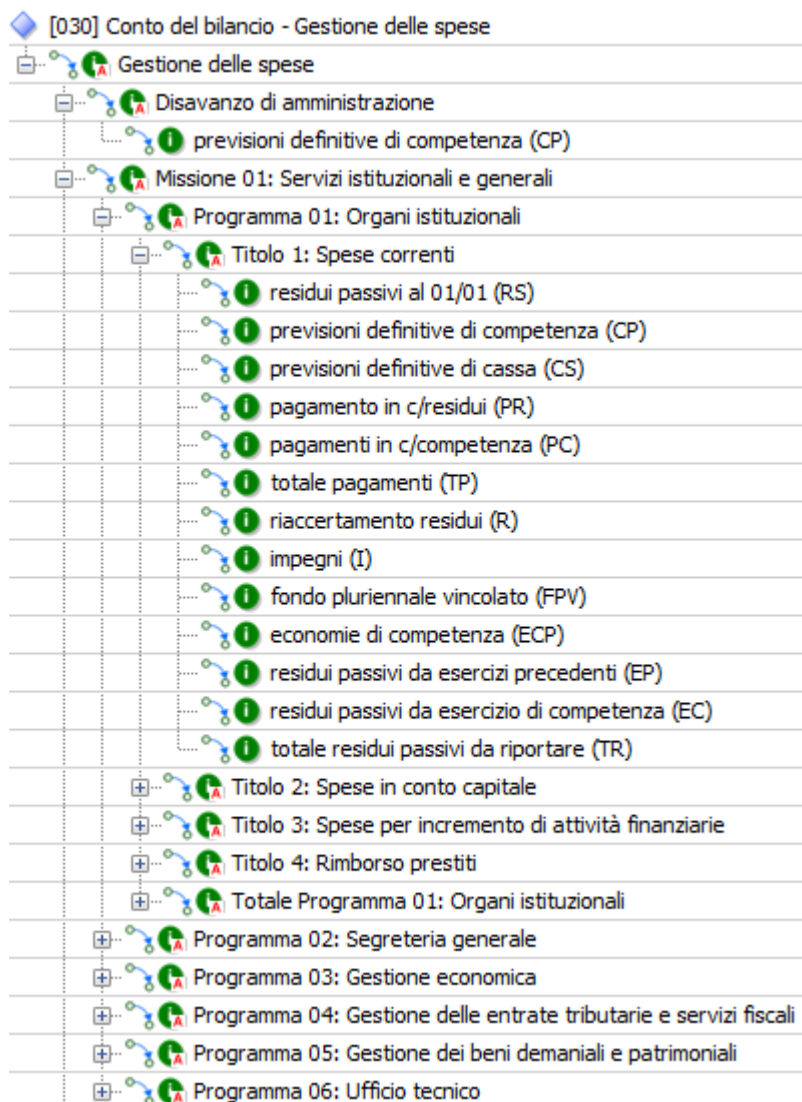 [030] Conto del bilancio - Gestione delle spese
Gestione delle spese
Disavanzo di amministrazione
previsioni definitive di competenza (CP)
Missione 01: Servizi istituzionali e generali
Programma 01: Organi istituzionali
Titolo 1: Spese correnti
residui passivi al 01/01 (RS)
previsioni definitive di competenza (CP)
previsioni definitive di cassa (CS)
pagamento in c/residui (PR)
pagamenti in c/competenza (PC)
totale pagamenti (TP)
riaccertamento residui (R)
impegni (I)
fondo pluriennale vincolato (FPV)
economie di competenza (ECP)
residui passivi da esercizi precedenti (EP)
residui passivi da esercizio di competenza (EC)
totale residui passivi da riportare (TR)
Titolo 2: Spese in conto capitale
Titolo 3: Spese per incremento di attività finanziarie
Titolo 4: Rimborso prestiti
Totale Programma 01: Organi istituzionali
Programma 02: Segreteria generale
Programma 03: Gestione economica
Programma 04: Gestione delle entrate tributarie e servizi fiscali
Programma 05: Gestione dei beni demaniali e patrimoniali
Programma 06: Ufficio tecnico